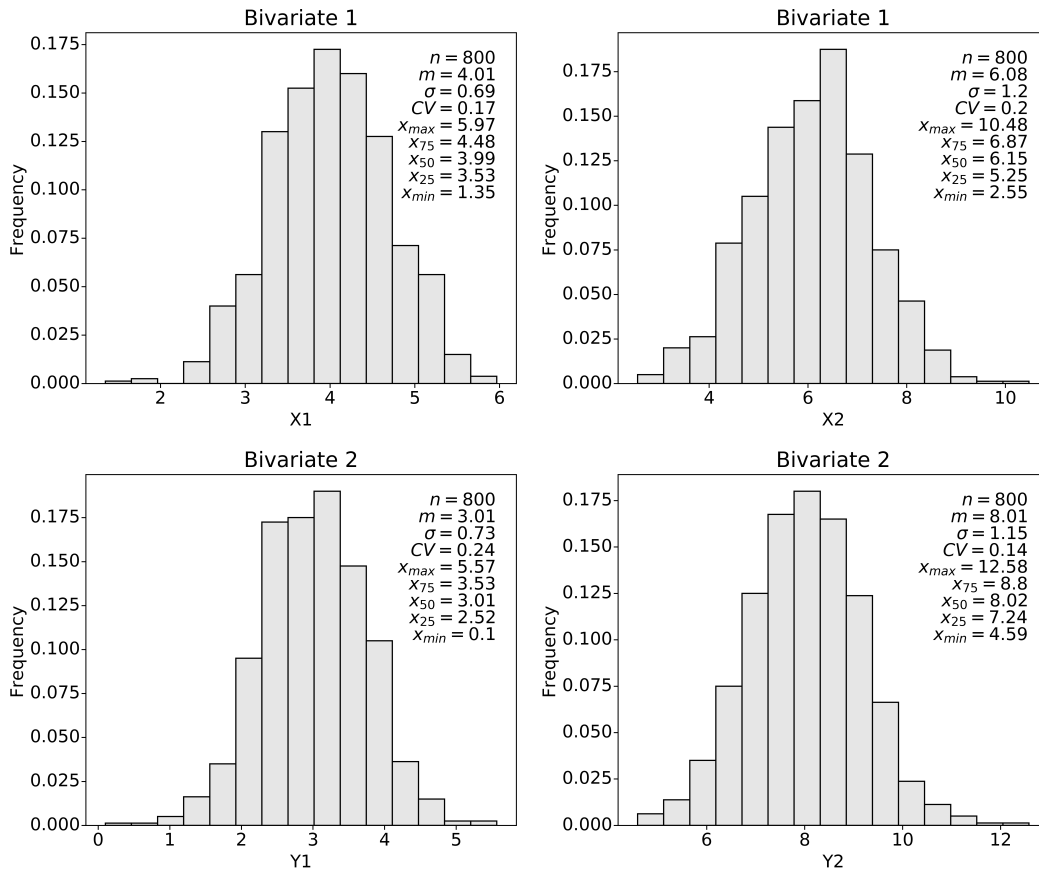 Bivariate 1
Frequency
0.175
0.150
0.125
0.100
0.075
0.050
0.025
0.000
n = 800
m = 4.01
σ = 0.69
CV = 0.17
x_max = 5.97
x_75 = 4.48
x_50 = 3.99
x_25 = 3.53
x_min = 1.35
2 3 4 5 6
X1
Bivariate 1
Frequency
0.175
0.150
0.125
0.100
0.075
0.050
0.025
0.000
n = 800
m = 6.08
σ = 1.2
CV = 0.2
x_max = 10.48
x_75 = 6.87
x_50 = 6.15
x_25 = 5.25
x_min = 2.55
4 6 8 10
X2
Bivariate 2
Frequency
0.175
0.150
0.125
0.100
0.075
0.050
0.025
0.000
n = 800
m = 3.01
σ = 0.73
CV = 0.24
x_max = 5.57
x_75 = 3.53
x_50 = 3.01
x_25 = 2.52
x_min = 0.1
0 1 2 3 4 5
Y1
Bivariate 2
Frequency
0.175
0.150
0.125
0.100
0.075
0.050
0.025
0.000
n = 800
m = 8.01
σ = 1.15
CV = 0.14
x_max = 12.58
x_75 = 8.8
x_50 = 8.02
x_25 = 7.24
x_min = 4.59
6 8 10 12
Y2